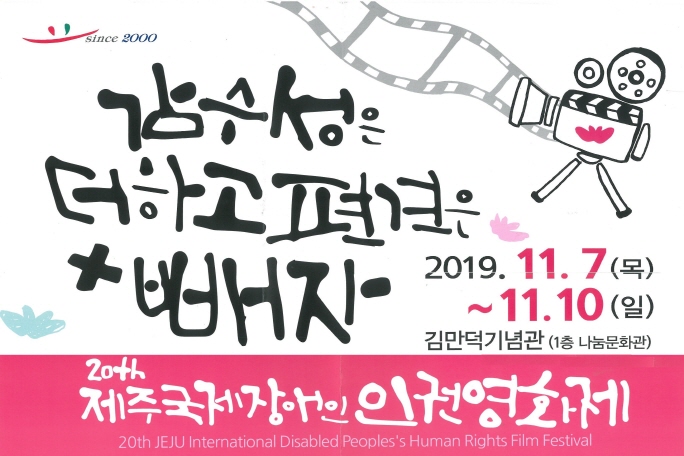 since 2000
감수성은
더하고 편견은
+ 빼자-
2019. 11. 7(목)
~11.10(일)
김만덕기념관 (1층 나눔문화관)
20th
제주국제장애인 인권영화제
20th JEJU International Disabled Peoples's Human Rights Film Festival